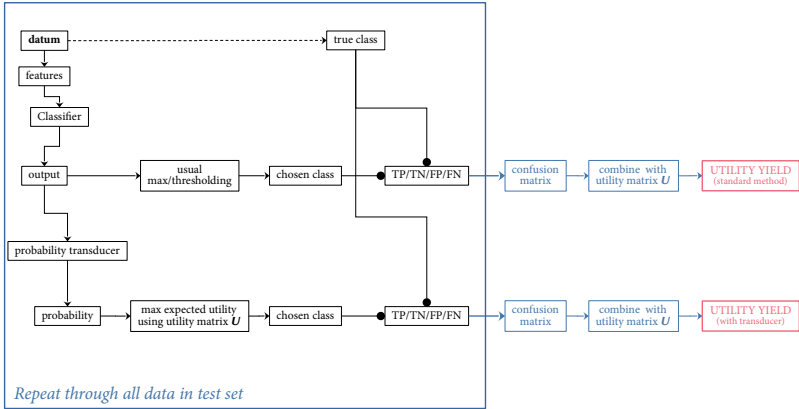 datum
true class
features
Classifier
output
usual
max/thresholding
chosen class
TP/TN/FP/FN
confusion
matrix
combine with
utility matrix U
UTILITY YIELD
(standard method)
probability transducer
probability
max expected utility
using utility matrix U
chosen class
TP/TN/FP/FN
confusion
matrix
combine with
utility matrix U
UTILITY YIELD
(with transducer)
Repeat through all data in test set